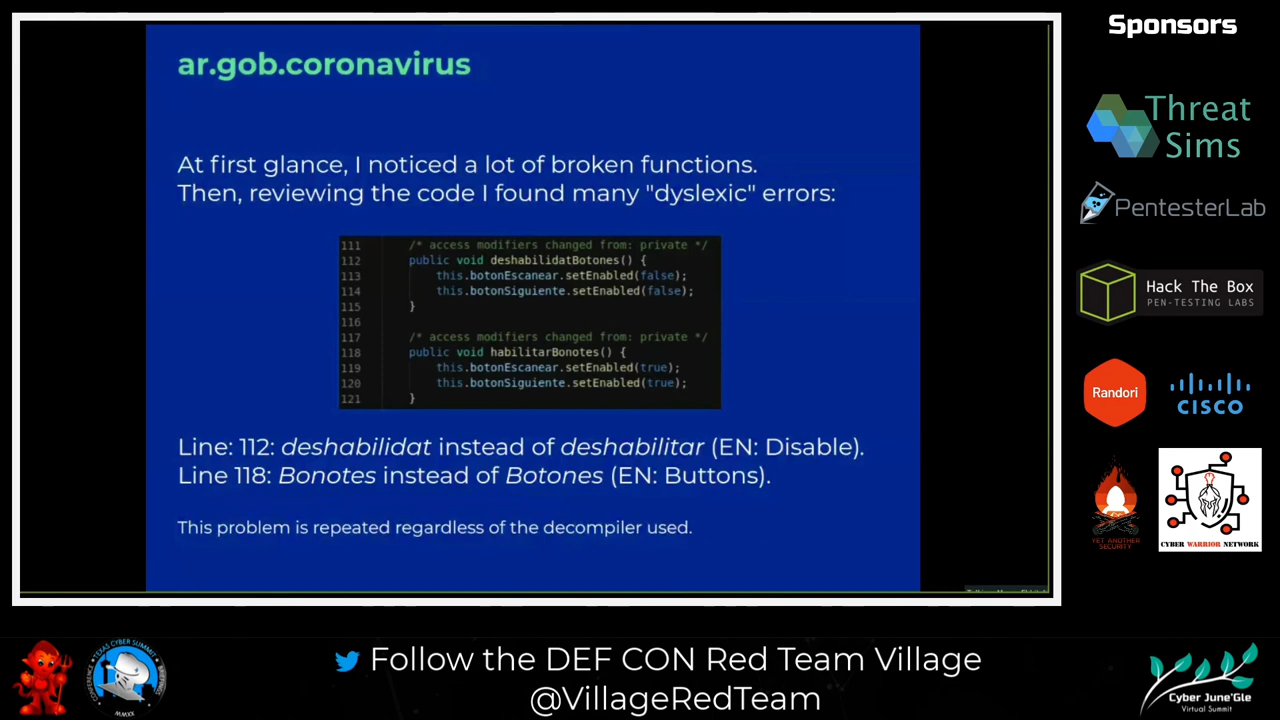 Sponsors
ar.gob.coronavirus
At first glance, I noticed a lot of broken functions.
Then, reviewing the code I found many "dyslexic" errors:
111 /* access modifiers changed from: private */
112 public void deshabilidatBotones() {
113 this.botonEscanear.setEnabled(false);
114 this.botonSiguiente.setEnabled(false);
115 }
116
117 /* access modifiers changed from: private */
118 public void habilitarBonotes() {
119 this.botonEscanear.setEnabled(true);
120 this.botonSiguiente.setEnabled(true);
121 }
Line: 112: deshabilidat instead of deshabilitar (EN: Disable).
Line 118: Bonotes instead of Botones (EN: Buttons).
This problem is repeated regardless of the decompiler used.
Threat
Sims
PentesterLab
Hack The Box
PEN-TESTING LABS
Randori
CISCO
YET ANOTHER
SECURITY
CYBER WARRIOR NETWORK
TEXAS CYBER SUMMIT
CONFERENCE
BRIEFINGS
MMXX
Follow the DEF CON Red Team Village
@VillageRedTeam
Cyber June'Gle
Virtual Summit